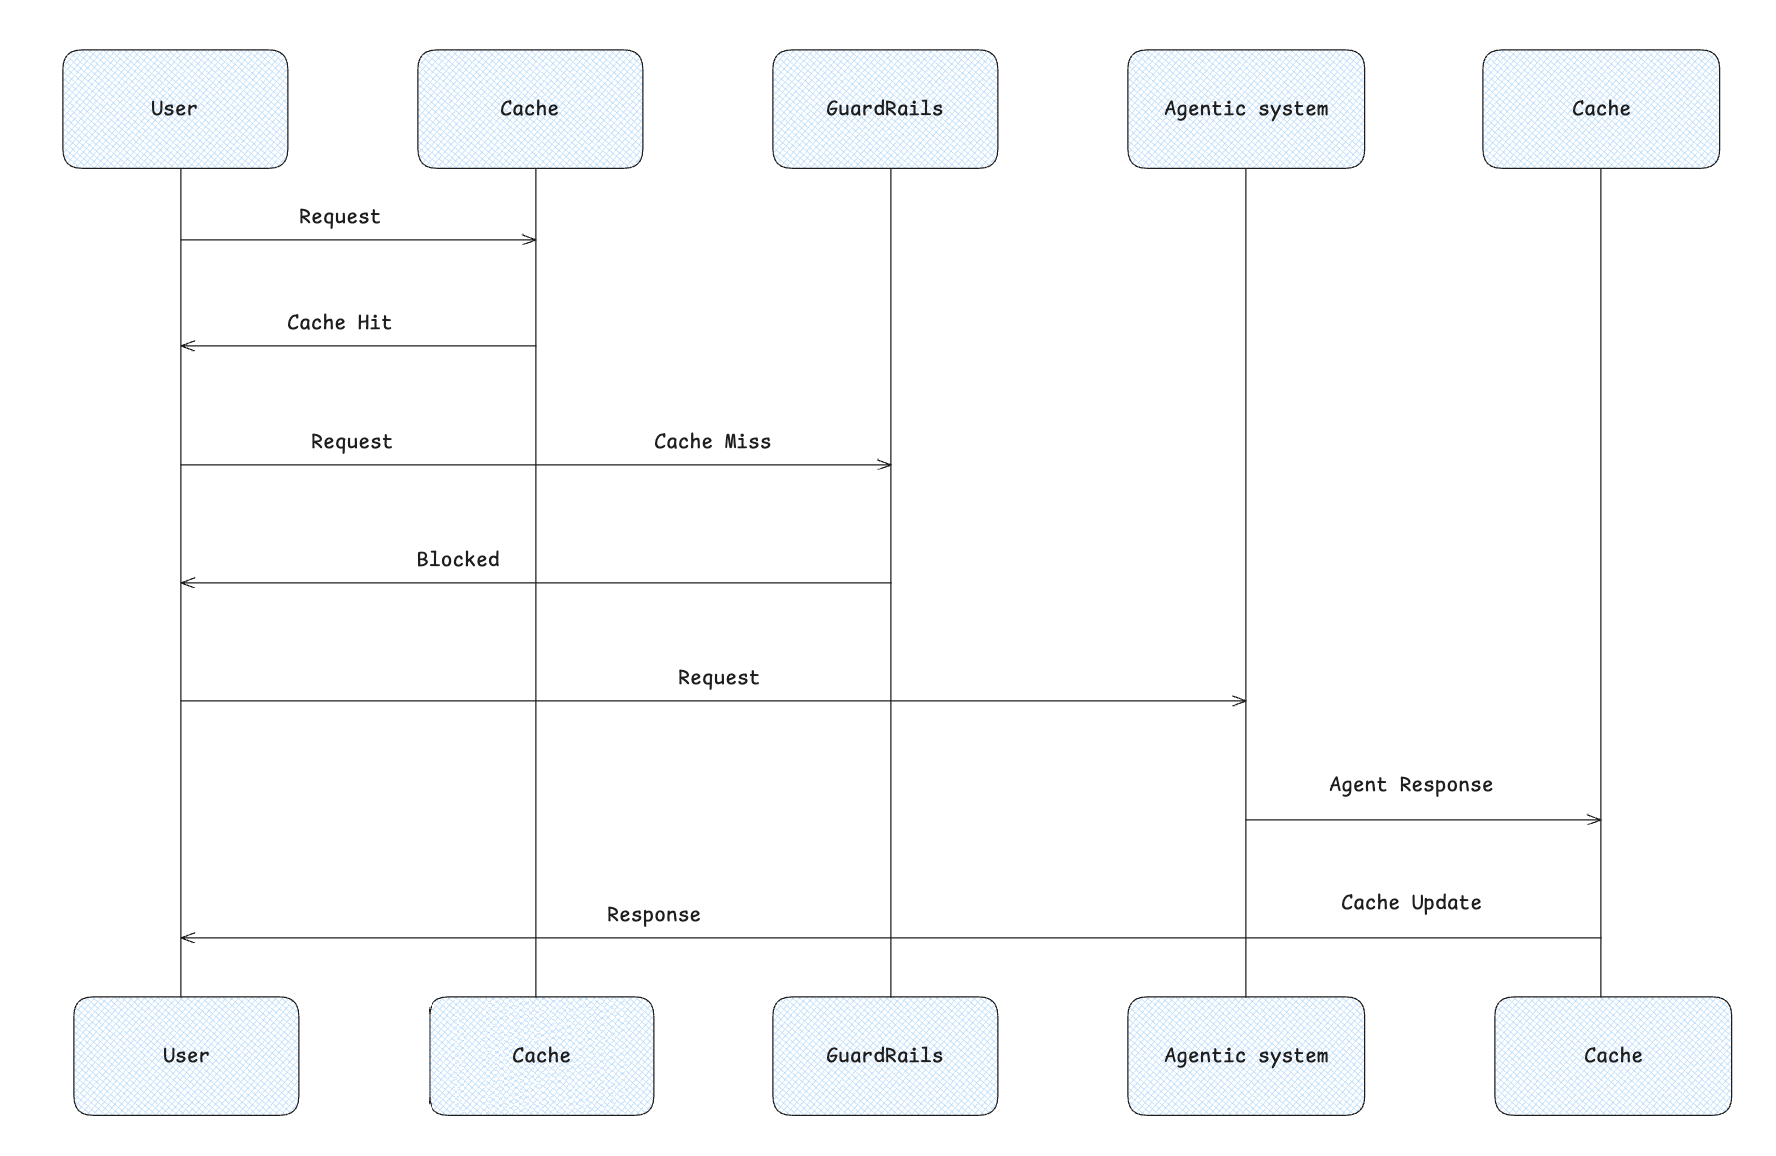 User
Cache
GuardRails
Agentic system
Cache
Request
Cache Hit
Request
Cache Miss
Blocked
Request
Agent Response
Cache Update
Response
User
Cache
GuardRails
Agentic system
Cache